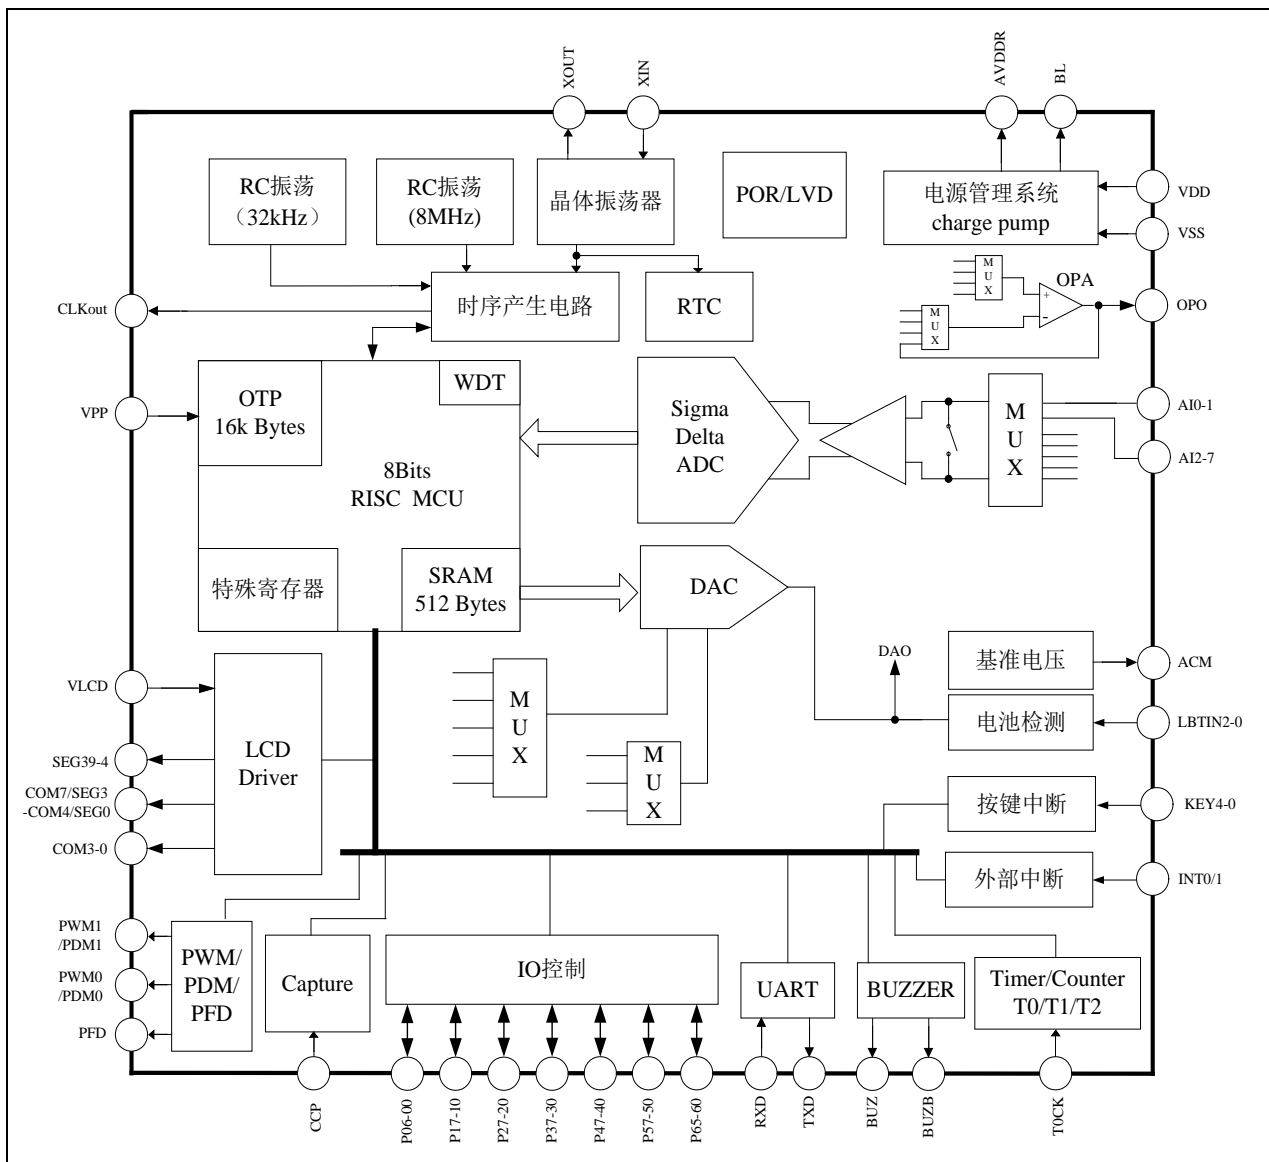 XOUT
XIN
AVDDR
BL
RC振荡
（32kHz）
RC振荡
(8MHz)
晶体振荡器
POR/LVD
电源管理系统
charge pump
VDD
VSS
CLKout
时序产生电路
RTC
M
U
X
OPA
+
-
M
U
X
OPO
VPP
OTP
16k Bytes
WDT
8Bits
RISC MCU
Sigma
Delta
ADC
M
U
X
AI0-1
AI2-7
特殊寄存器
SRAM
512 Bytes
DAC
DAO
基准电压
ACM
电池检测
LBTIN2-0
VLCD
LCD
Driver
SEG39-4
COM7/SEG3
-COM4/SEG0
COM3-0
M
U
X
M
U
X
按键中断
KEY4-0
外部中断
INT0/1
PWM1
/PDM1
PWM0
/PDM0
PFD
PWM/
PDM/
PFD
Capture
IO控制
UART
BUZZER
Timer/Counter
T0/T1/T2
CCP
P06-00
P17-10
P27-20
P37-30
P47-40
P57-50
P65-60
RXD
TXD
BUZ
BUZB
T0CK